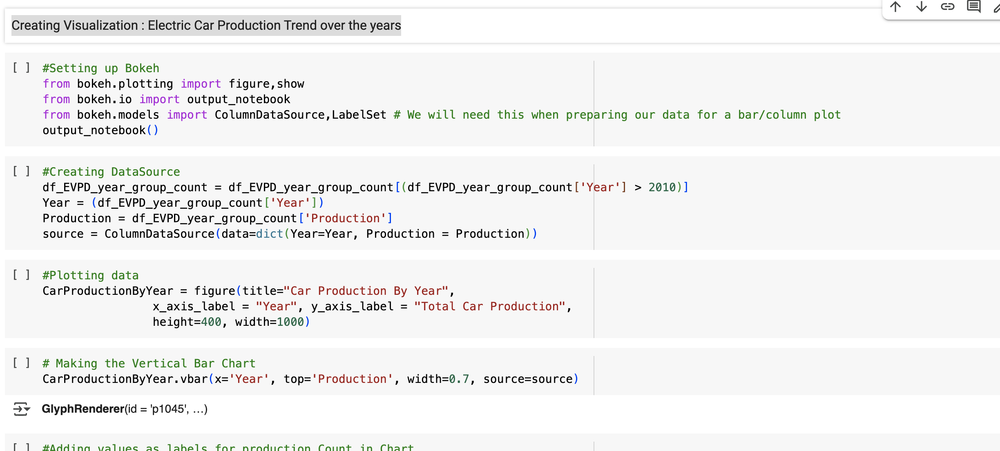 Creating Visualization : Electric Car Production Trend over the years
[ ] #Setting up Bokeh
from bokeh.plotting import figure,show
from bokeh.io import output_notebook
from bokeh.models import ColumnDataSource,LabelSet # We will need this when preparing our data for a bar/column plot
output_notebook()
[ ] #Creating DataSource
df_EVPD_year_group_count = df_EVPD_year_group_count[(df_EVPD_year_group_count['Year'] > 2010)]
Year = (df_EVPD_year_group_count['Year'])
Production = df_EVPD_year_group_count['Production']
source = ColumnDataSource(data=dict(Year=Year, Production = Production))
[ ] #Plotting data
CarProductionByYear = figure(title="Car Production By Year",
x_axis_label = "Year", y_axis_label = "Total Car Production",
height=400, width=1000)
[ ] # Making the Vertical Bar Chart
CarProductionByYear.vbar(x='Year', top='Production', width=0.7, source=source)
GlyphRenderer(id = 'p1045', …)
[ ] #Adding values as labels for production Count in Chart